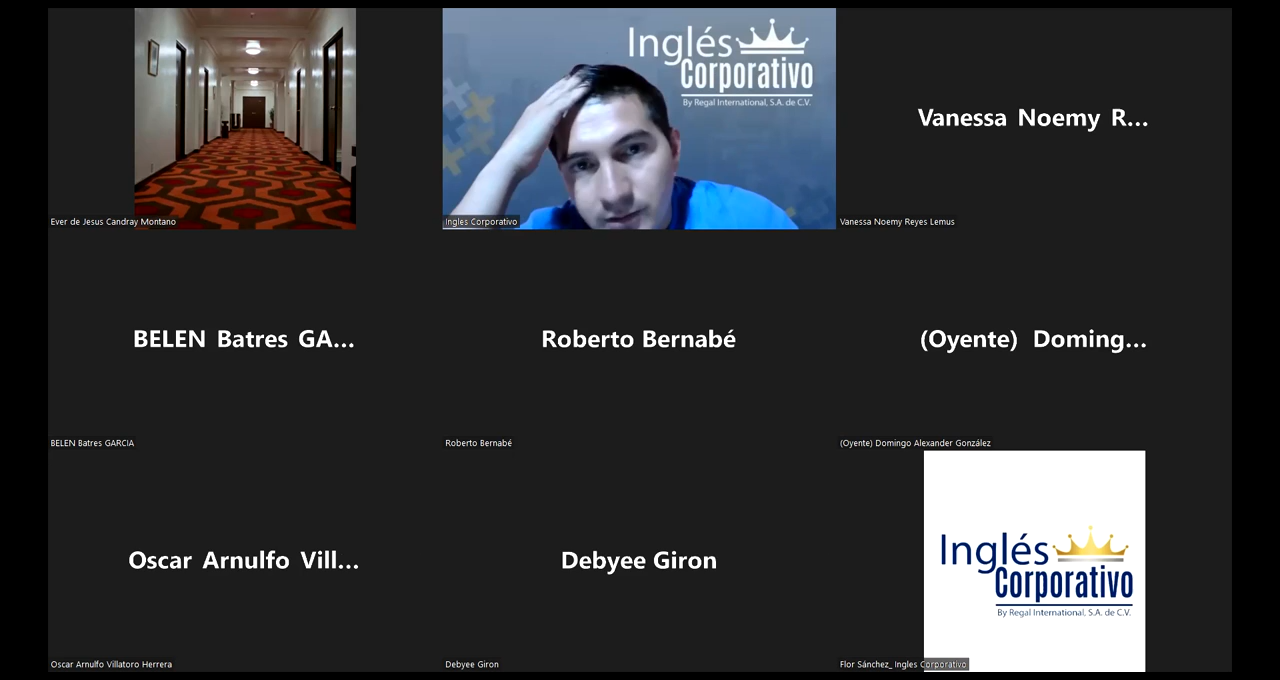 Inglés
Corporativo
By Regal International, S.A. de C.V.
Vanessa Noemy R...
Ever de Jesus Candray Montano
Ingles Corporativo
Vanessa Noemy Reyes Lemus
BELEN Batres GA...
Roberto Bernabé
(Oyente) Doming...
BELEN Batres GARCIA
Roberto Bernabé
(Oyente) Domingo Alexander González
Oscar Arnulfo Vill...
Debyee Giron
Inglés
Corporativo
By Regal International, S.A. de C.V.
Oscar Arnulfo Villatoro Herrera
Debyee Giron
Flor Sánchez_ Ingles Corporativo